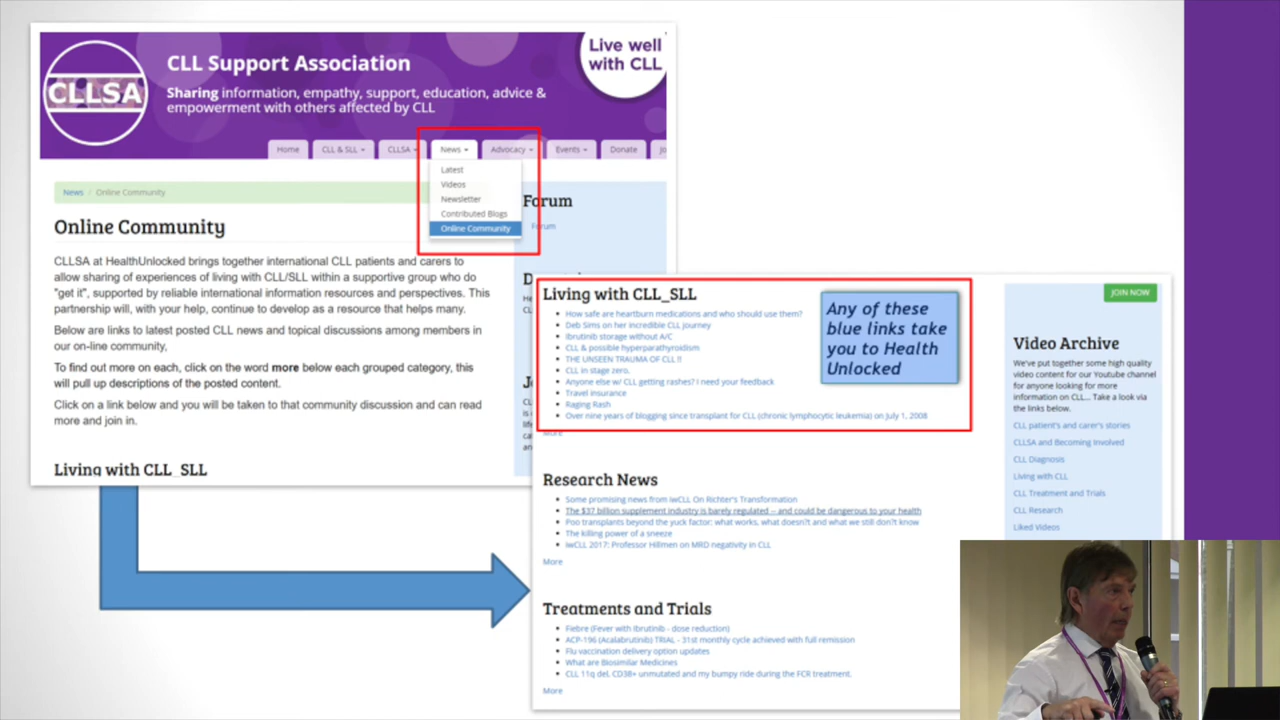 CLLSA
CLL Support Association
Sharing information, empathy, support, education, advice &
empowerment with others affected by CLL
Live well
with CLL
Home
CLL & SLL
CLLSA
News
Advocacy
Events
Donate
Jo
Latest
Videos
Newsletter
Contributed Blogs
Online Community
News / Online Community
Online Community
CLLSA at HealthUnlocked brings together international CLL patients and carers to
allow sharing of experiences of living with CLL/SLL within a supportive group who do
"get it", supported by reliable international information resources and perspectives. This
partnership will, with your help, continue to develop as a resource that helps many.
Below are links to latest posted CLL news and topical discussions among members in
our on-line community,
To find out more on each, click on the word more below each grouped category, this
will pull up descriptions of the posted content.
Click on a link below and you will be taken to that community discussion and can read
more and join in.
Living with CLL_SLL
Forum
Forum
Living with CLL_SLL
How safe are heartburn medications and who should use them?
Deb Sims on her incredible CLL journey
Ibrutinib storage without A/C
CLL & possible hyperparathyroidism
THE UNSEEN TRAUMA OF CLL !!
CLL in stage zero.
Anyone else w/ CLL getting rashes? I need your feedback
Travel insurance
Raging Rash
Over nine years of blogging since transplant for CLL (chronic lymphocytic leukemia) on July 1, 2008
More
Any of these
blue links take
you to Health
Unlocked
Research News
Some promising news from iwCLL On Richter's Transformation
The $37 billion supplement industry is barely regulated -- and could be dangerous to your health
Poo transplants beyond the yuck factor: what works, what doesn?t and what we still don?t know
The killing power of a sneeze
iwCLL 2017: Professor Hillmen on MRD negativity in CLL
More
Treatments and Trials
Fiebre (Fever with Ibrutinib - dose reduction)
ACP-196 (Acalabrutinib) TRIAL - 31st monthly cycle achieved with full remission
Flu vaccination delivery option updates
What are Biosimilar Medicines
CLL 11q del. CD38+ unmutated and my bumpy ride during the FCR treatment.
More
JOIN NOW
Video Archive
We've put together some high quality
video content for our Youtube channel
for anyone looking for more
information on CLL... Take a look via
the links below.
CLL patient's and carer's stories
CLLSA and Becoming Involved
CLL Diagnosis
Living with CLL
CLL Treatment and Trials
CLL Research
Liked Videos